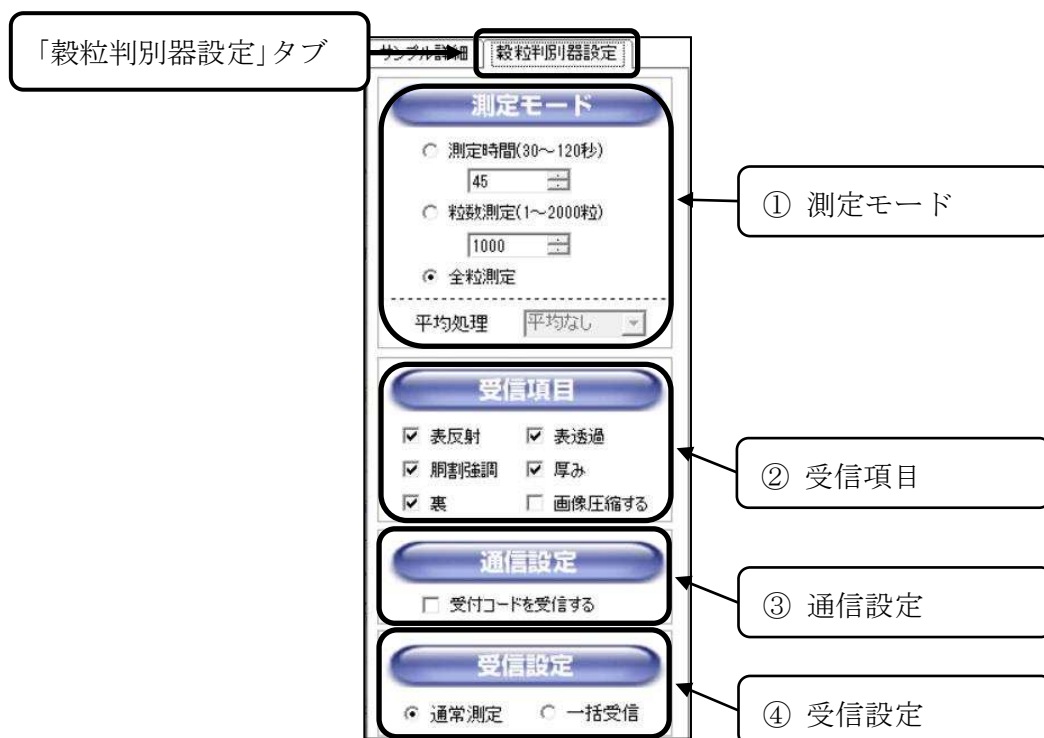 「穀粒判別器設定」タブ
サンプル詳細 穀粒判別器設定
測定モード
測定時間(30～120秒)
45
粒数測定(1～2000粒)
1000
全粒測定
平均処理 平均なし
① 測定モード
受信項目
表反射 表透過
胴割強調 厚み
裏 画像圧縮する
② 受信項目
通信設定
受付コードを受信する
③ 通信設定
受信設定
通常測定 一括受信
④ 受信設定